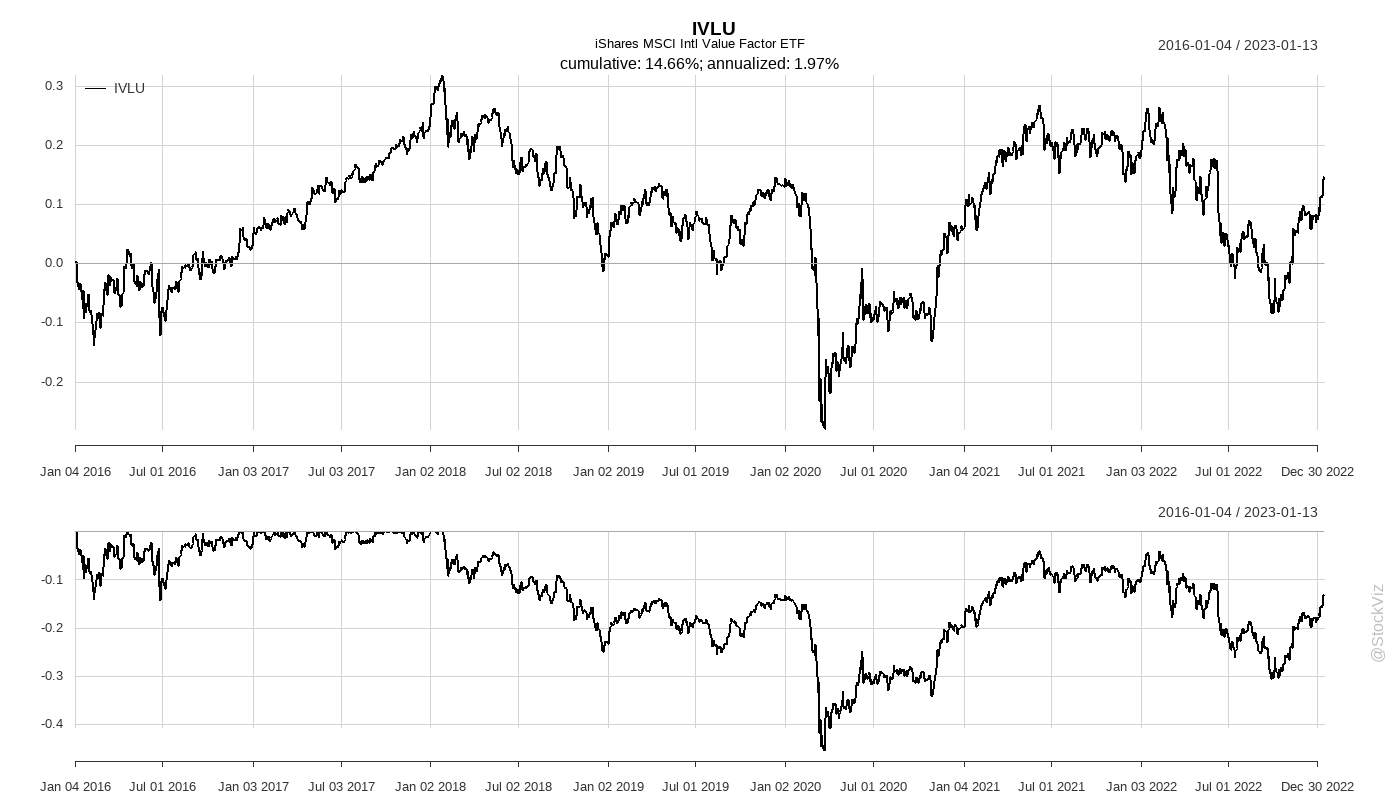 IVLU
iShares MSCI Intl Value Factor ETF
cumulative: 14.66%; annualized: 1.97%
2016-01-04 / 2023-01-13
IVLU
0.3
0.2
0.1
0.0
-0.1
-0.2
Jan 04 2016 Jul 01 2016 Jan 03 2017 Jul 03 2017 Jan 02 2018 Jul 02 2018 Jan 02 2019 Jul 01 2019 Jan 02 2020 Jul 01 2020 Jan 04 2021 Jul 01 2021 Jan 03 2022 Jul 01 2022 Dec 30 2022
2016-01-04 / 2023-01-13
-0.1
-0.2
-0.3
-0.4
Jan 04 2016 Jul 01 2016 Jan 03 2017 Jul 03 2017 Jan 02 2018 Jul 02 2018 Jan 02 2019 Jul 01 2019 Jan 02 2020 Jul 01 2020 Jan 04 2021 Jul 01 2021 Jan 03 2022 Jul 01 2022 Dec 30 2022
@StockViz